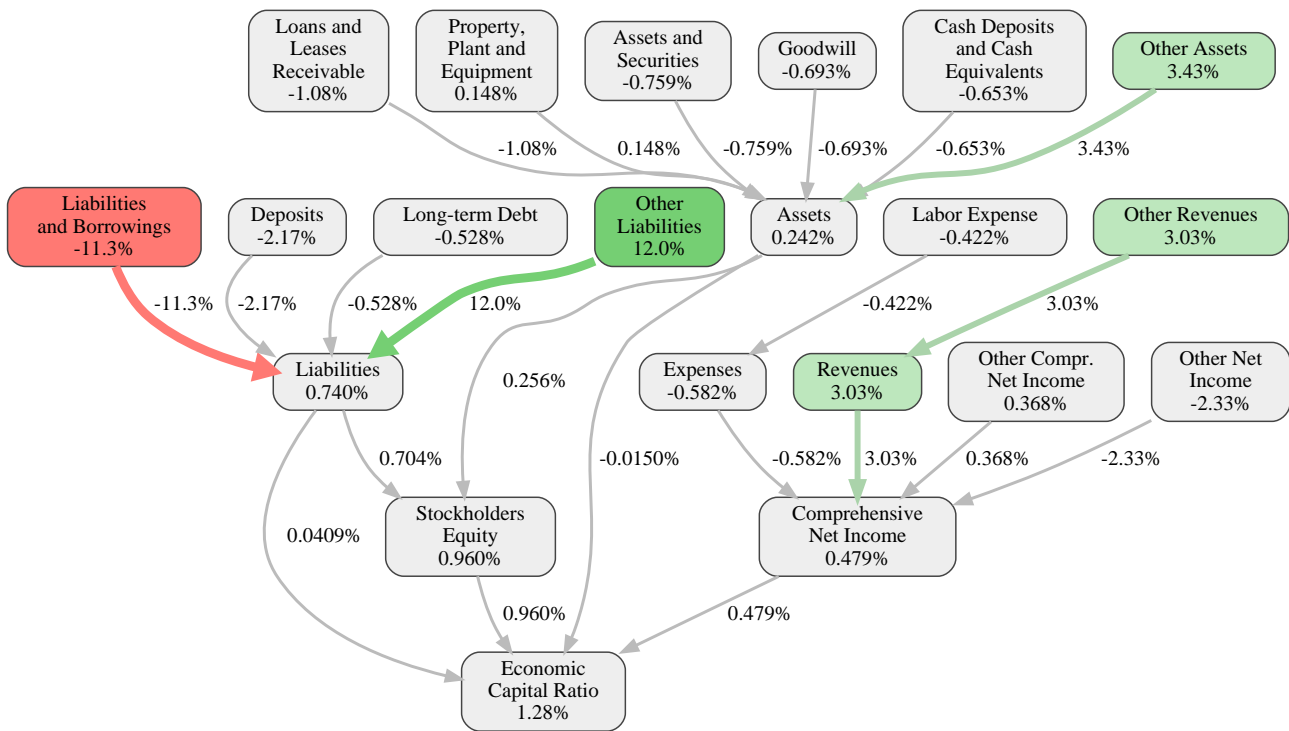 Loans and
Leases
Receivable
-1.08%
Property,
Plant and
Equipment
0.148%
Assets and
Securities
-0.759%
Goodwill
-0.693%
Cash Deposits
and Cash
Equivalents
-0.653%
Other Assets
3.43%
-1.08%
0.148%
-0.759%
-0.693%
-0.653%
3.43%
Liabilities
and Borrowings
-11.3%
Deposits
-2.17%
Long-term Debt
-0.528%
Other
Liabilities
12.0%
Assets
0.242%
Labor Expense
-0.422%
Other Revenues
3.03%
-11.3%
-2.17%
-0.528%
12.0%
-0.422%
3.03%
Liabilities
0.740%
0.256%
Expenses
-0.582%
Revenues
3.03%
Other Compr.
Net Income
0.368%
Other Net
Income
-2.33%
0.704%
-0.0150%
-0.582%
3.03%
0.368%
-2.33%
0.0409%
Stockholders
Equity
0.960%
Comprehensive
Net Income
0.479%
0.960%
0.479%
Economic
Capital Ratio
1.28%